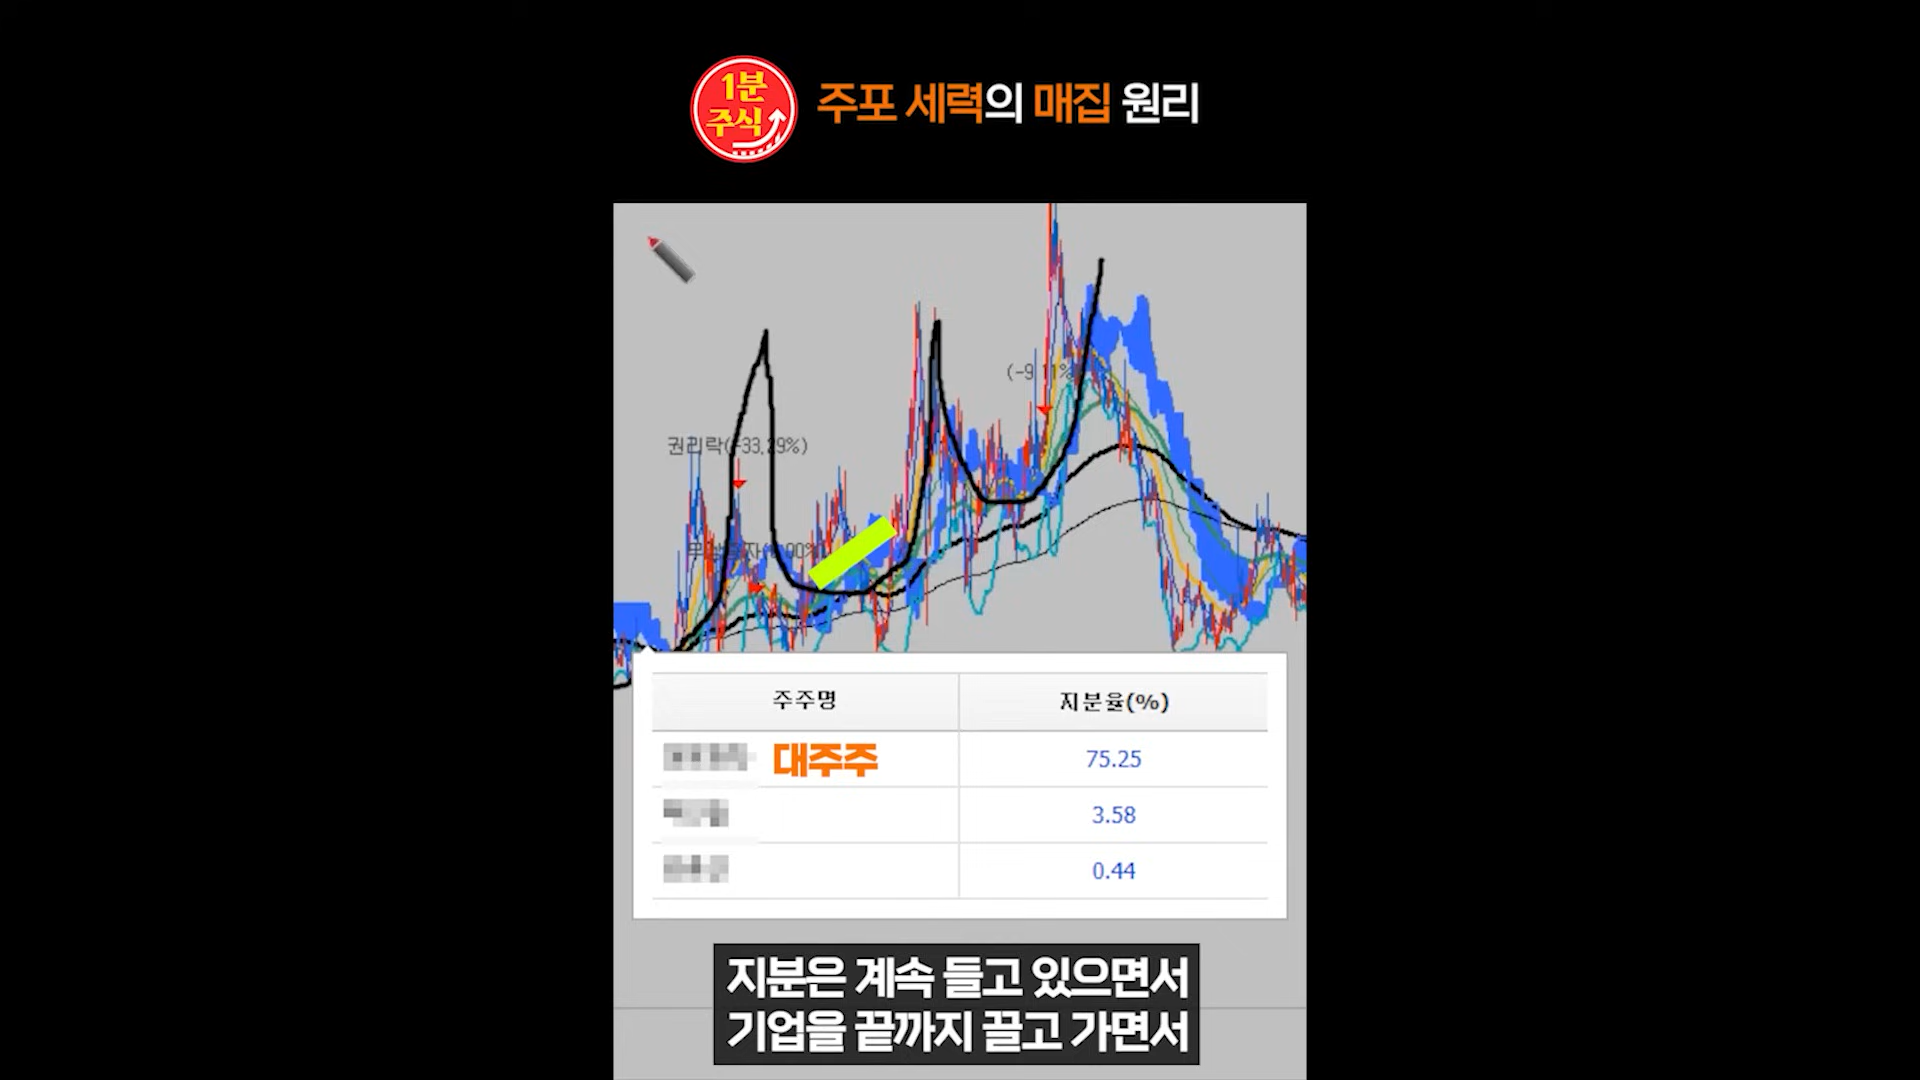 1분
주식
주포 세력의 매집 원리
(-9.11%
권리락(-33.29%)
주주명
지분율(%)
대주주
75.25
3.58
0.44
지분은 계속 들고 있으면서
기업을 끝까지 끌고 가면서